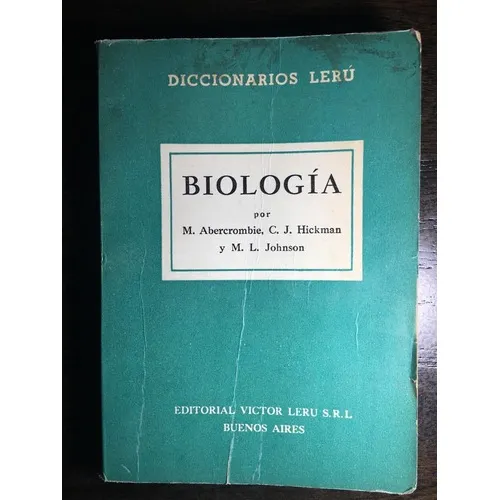 DICCIONARIOS LERÚ
BIOLOGÍA
por
M. Abercrombie, C. J. Hickman
y M. L. Johnson
EDITORIAL VICTOR LERU S.R.L
BUENOS AIRES